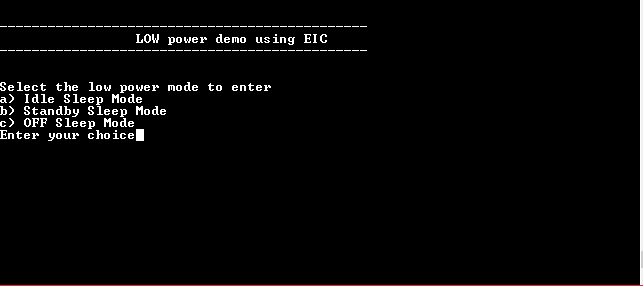 ----------------------------------------------
LOW power demo using EIC
----------------------------------------------
Select the low power mode to enter
a) Idle Sleep Mode
b) Standby Sleep Mode
c) OFF Sleep Mode
Enter your choice